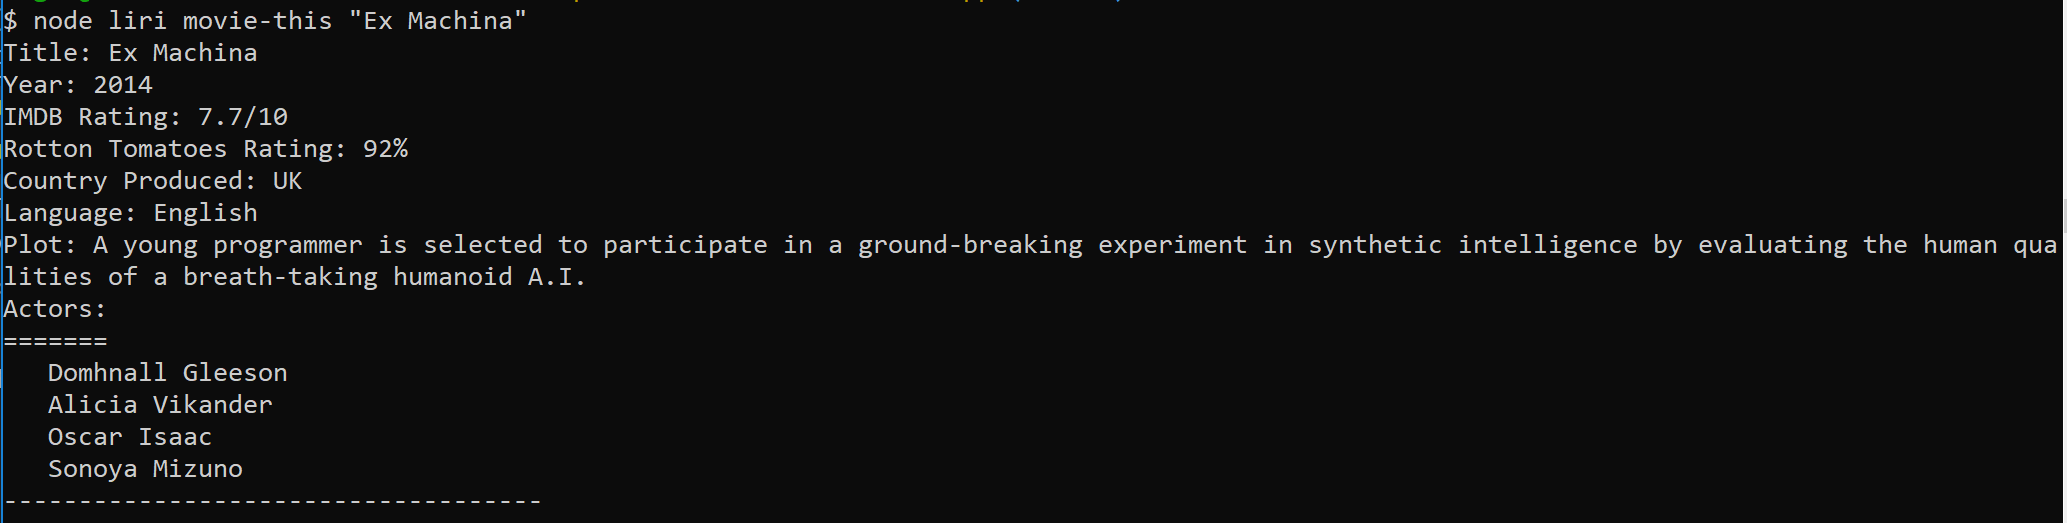 $ node liri movie-this "Ex Machina"
Title: Ex Machina
Year: 2014
IMDB Rating: 7.7/10
Rotton Tomatoes Rating: 92%
Country Produced: UK
Language: English
Plot: A young programmer is selected to participate in a ground-breaking experiment in synthetic intelligence by evaluating the human qua
lities of a breath-taking humanoid A.I.
Actors:
=======
   Domhnall Gleeson
   Alicia Vikander
   Oscar Isaac
   Sonoya Mizuno
------------------------------------